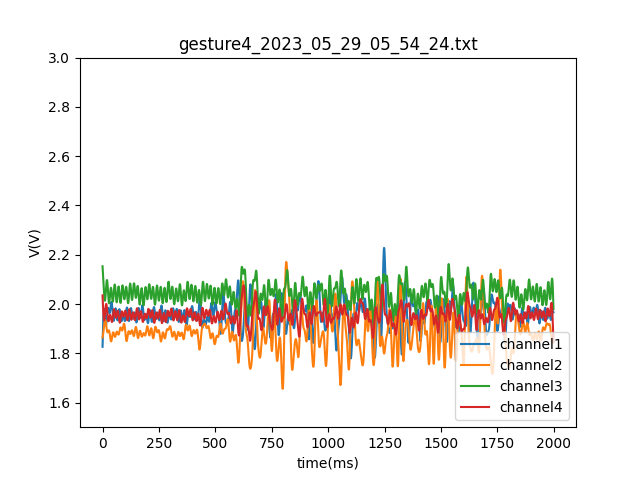 gesture4_2023_05_29_05_54_24.txt
3.0
2.8
2.6
2.4
2.2
2.0
1.8
1.6
V(V)
channel1
channel2
channel3
channel4
0 250 500 750 1000 1250 1500 1750 2000
time(ms)